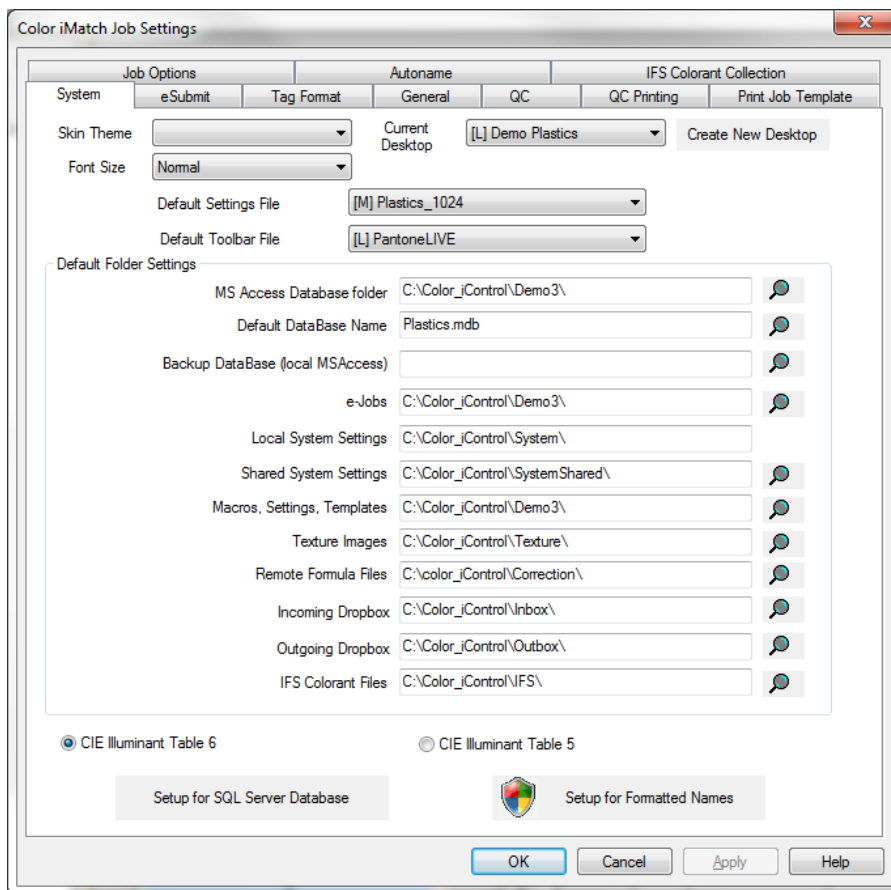 Color iMatch Job Settings
Job Options Autoname IFS Colorant Collection
System eSubmit Tag Format General QC QC Printing Print Job Template
Skin Theme Current Desktop [L] Demo Plastics Create New Desktop
Font Size Normal
Default Settings File [M] Plastics_1024
Default Toolbar File [L] PantoneLIVE
Default Folder Settings
MS Access Database folder C:\Color_iControl\Demo3\
Default DataBase Name Plastics.mdb
Backup DataBase (local MSAccess)
e-Jobs C:\Color_iControl\Demo3\
Local System Settings C:\Color_iControl\System\
Shared System Settings C:\Color_iControl\SystemShared\
Macros, Settings, Templates C:\Color_iControl\Demo3\
Texture Images C:\Color_iControl\Texture\
Remote Formula Files C:\color_iControl\Correction\
Incoming Dropbox C:\Color_iControl\Inbox\
Outgoing Dropbox C:\Color_iControl\Outbox\
IFS Colorant Files C:\Color_iControl\IFS\
CIE Illuminant Table 6 CIE Illuminant Table 5
Setup for SQL Server Database Setup for Formatted Names
OK Cancel Apply Help